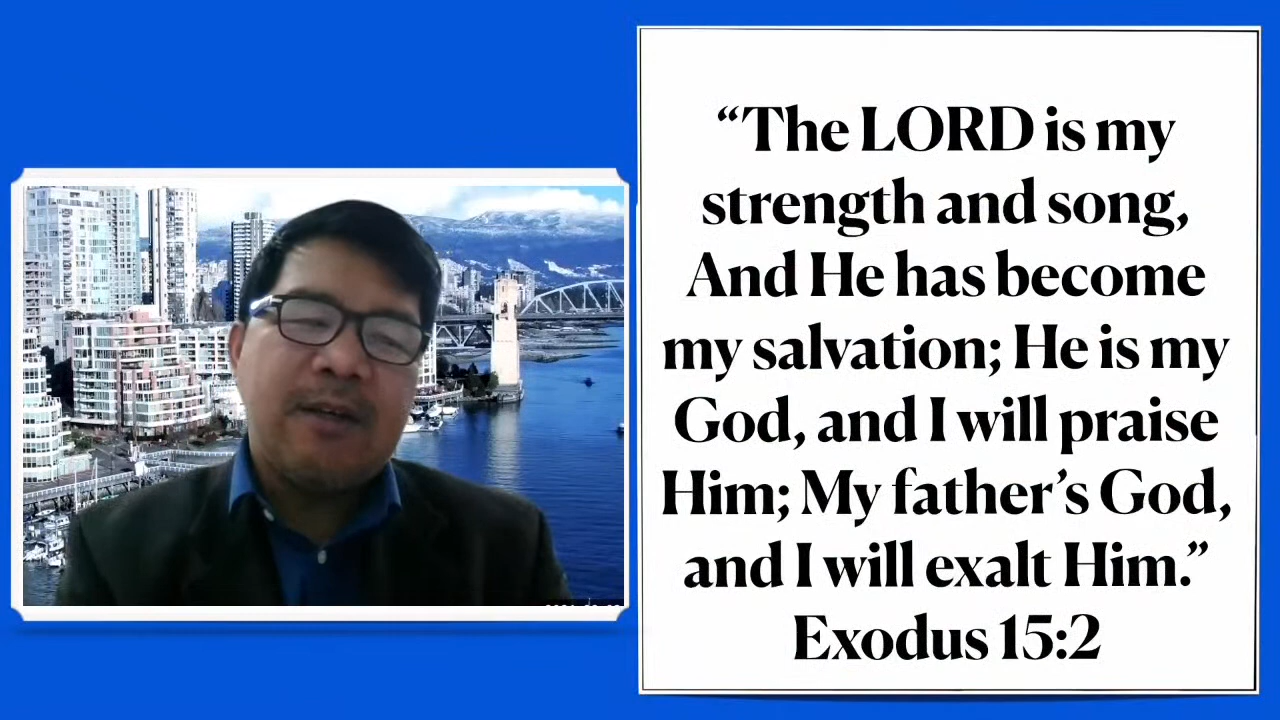 “The LORD is my
strength and song,
And He has become
my salvation; He is my
God, and I will praise
Him; My father’s God,
and I will exalt Him.”
Exodus 15:2